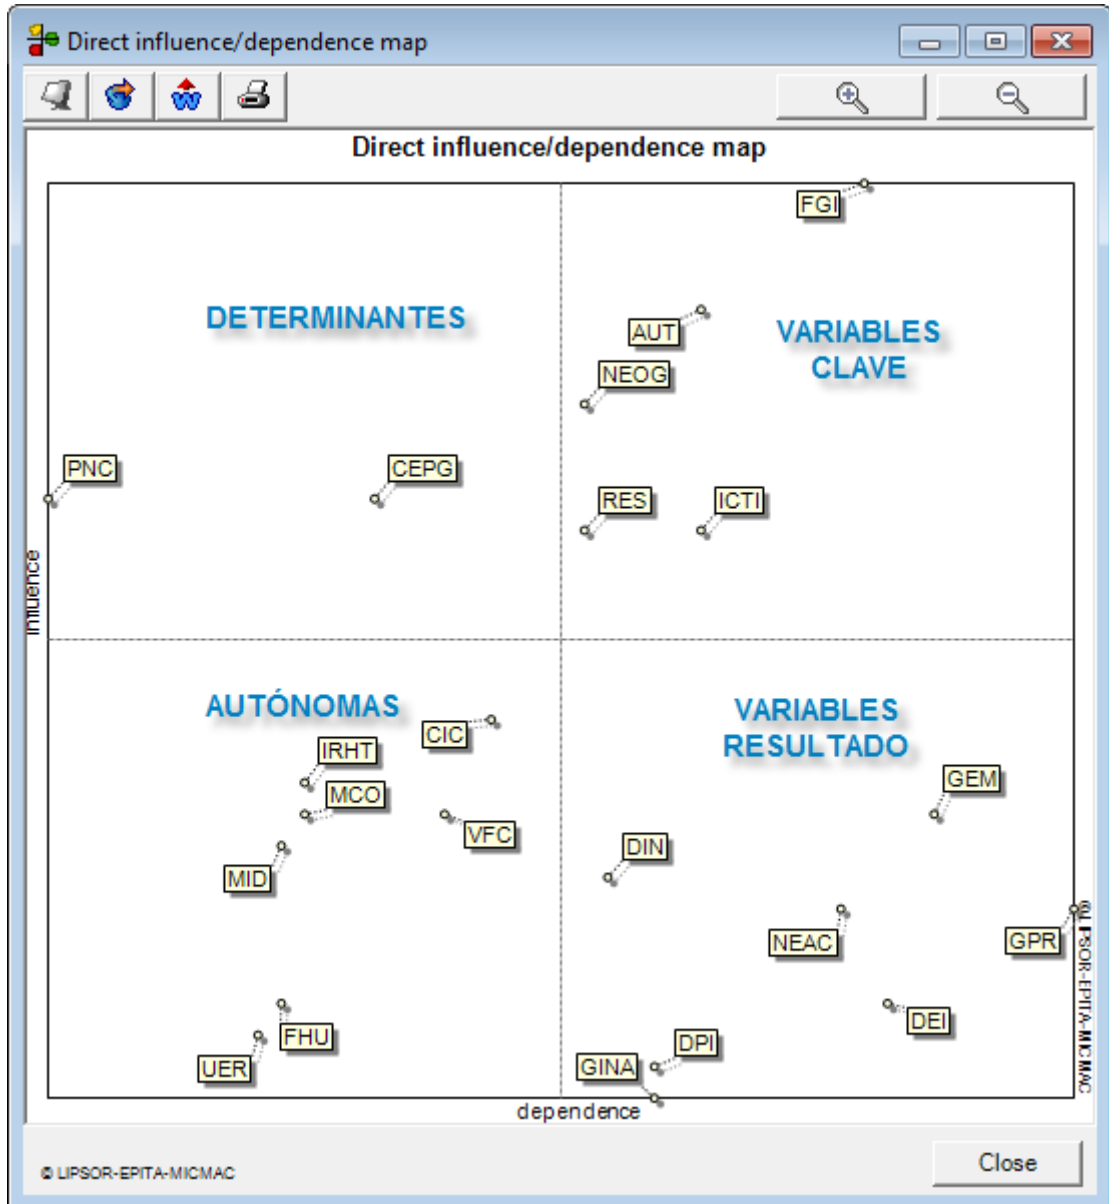 Direct influence/dependence map
Direct influence/dependence map
FGI
DETERMINANTES
AUT
VARIABLES
CLAVE
NEOG
PNC
CEPG
RES
ICTI
influence
AUTÓNOMAS
VARIABLES
RESULTADO
CIC
IRHT
GEM
MCO
VFC
DIN
MID
NEAC
GPR
DEI
FHU
DPI
UER
GINA
©LIPSOR-EPITA-MICMAC
dependence
© LIPSOR-EPITA-MICMAC
Close